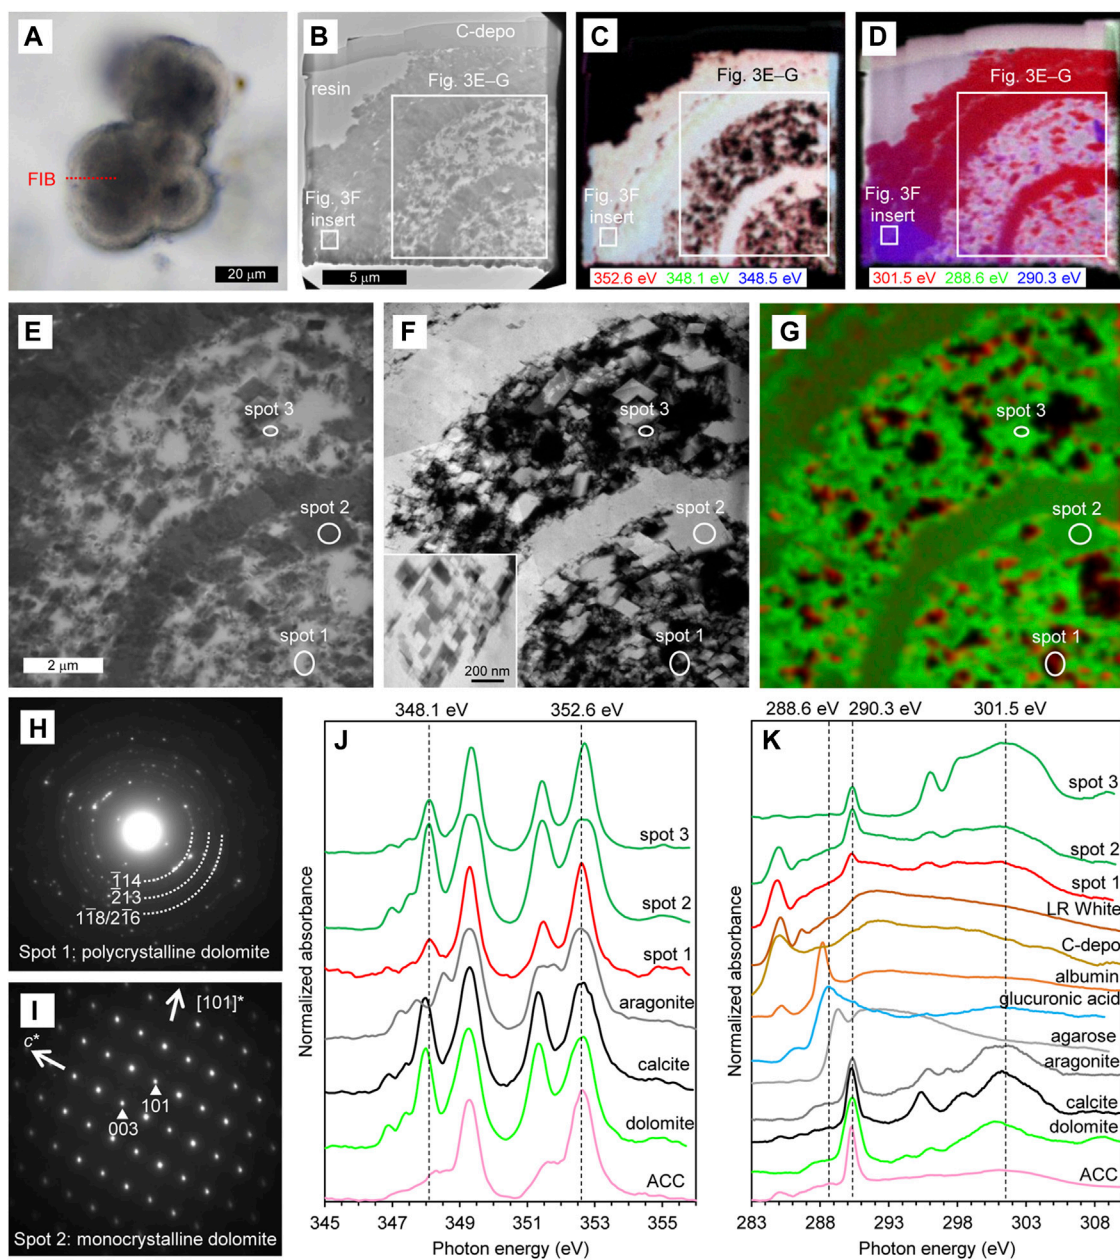 A
FIB
20 μm
B
C-depo
resin
Fig. 3E–G
Fig. 3F
insert
5 μm
C
Fig. 3E–G
Fig. 3F
insert
352.6 eV 348.1 eV 348.5 eV
D
Fig. 3E–G
Fig. 3F
insert
301.5 eV 288.6 eV 290.3 eV
E
spot 3
spot 2
spot 1
2 μm
F
spot 3
spot 2
spot 1
200 nm
G
spot 3
spot 2
spot 1
H
1̅14
2̅13
11̅8/21̅6
Spot 1: polycrystalline dolomite
I
[101]*
c*
101
003
Spot 2: monocrystalline dolomite
348.1 eV 352.6 eV
J
spot 3
spot 2
spot 1
aragonite
calcite
dolomite
ACC
Normalized absorbance
345 347 349 351 353 355
Photon energy (eV)
288.6 eV 290.3 eV 301.5 eV
K
spot 3
spot 2
spot 1
LR White
C-depo
albumin
glucuronic acid
agarose
aragonite
calcite
dolomite
ACC
Normalized absorbance
283 288 293 298 303 308
Photon energy (eV)